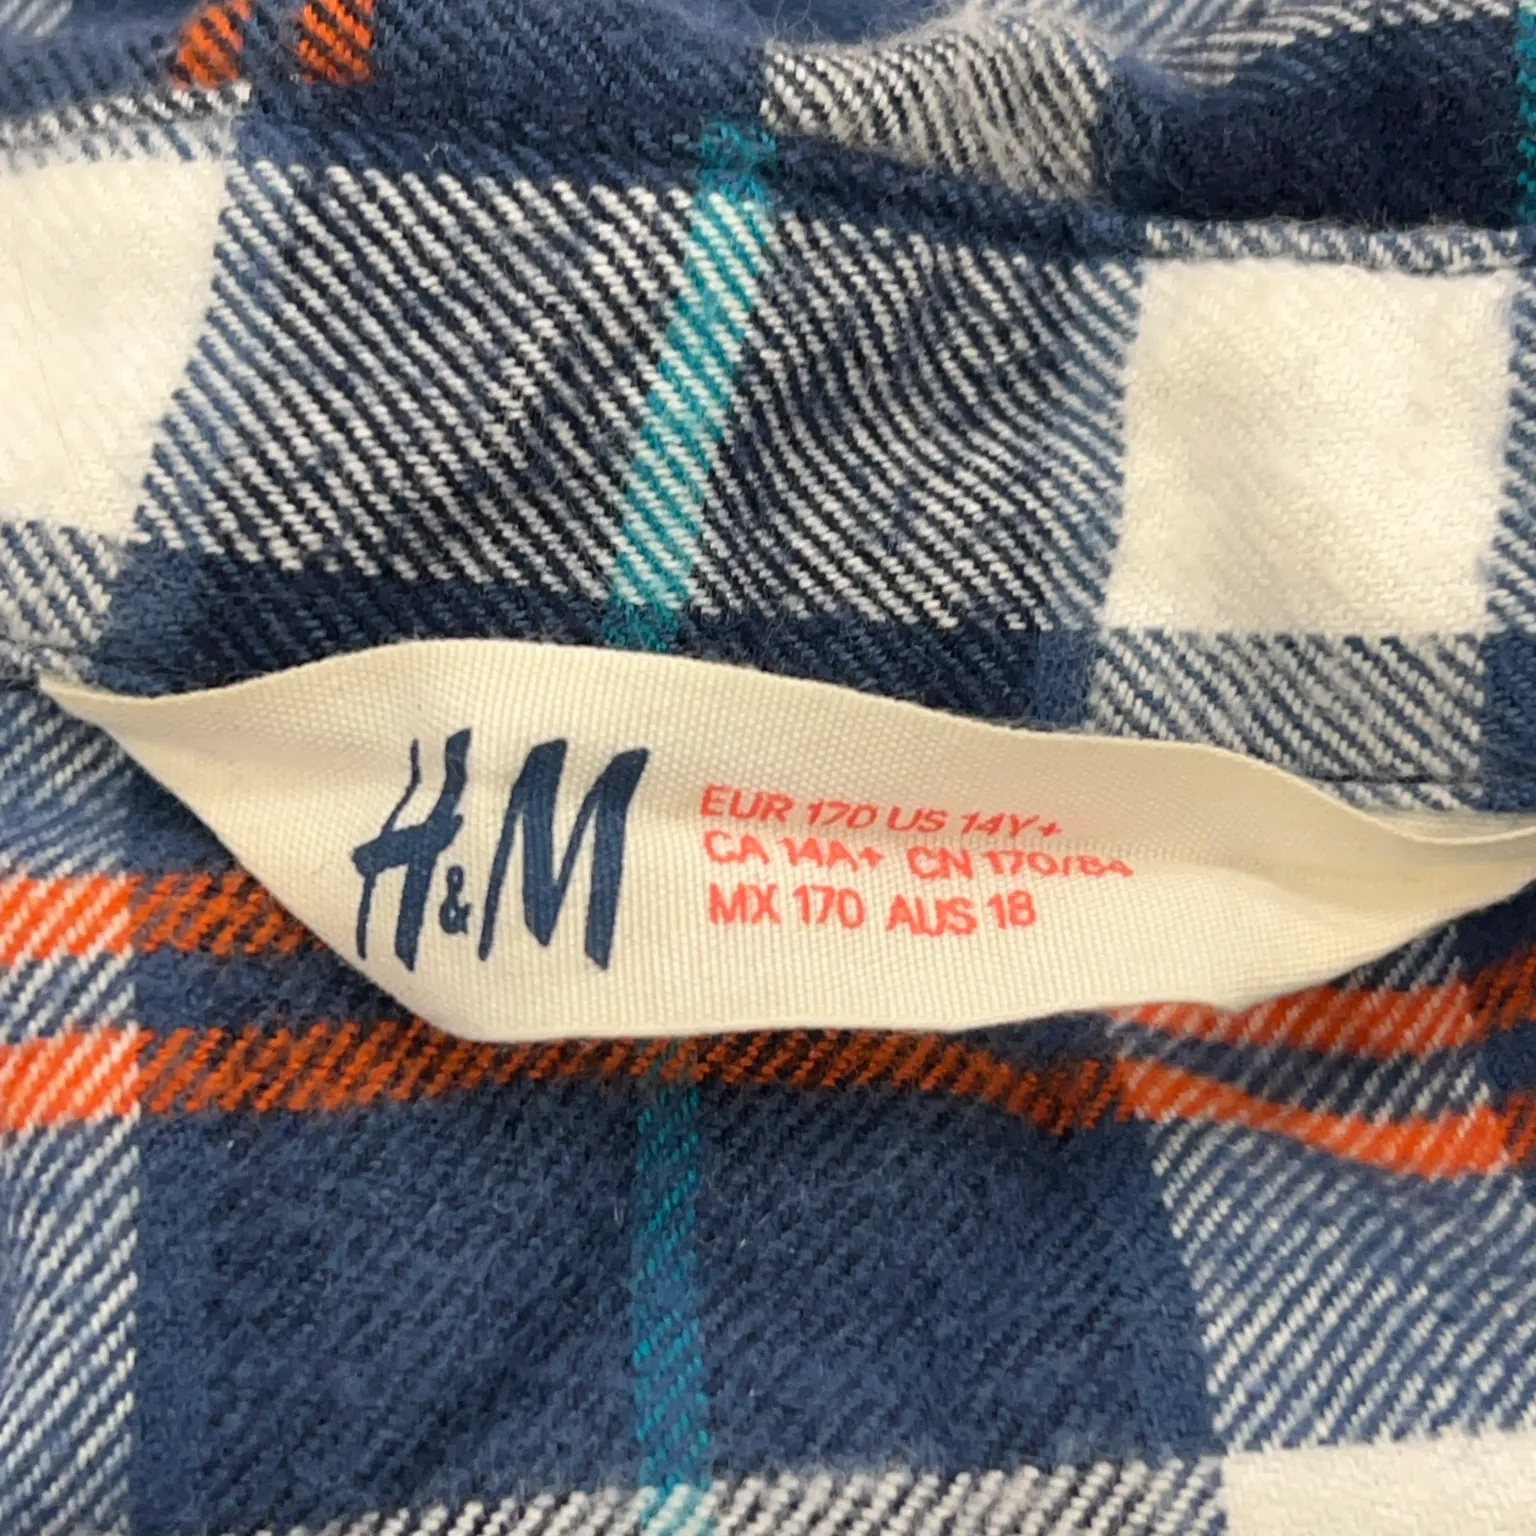 H&M
EUR 170 US 14Y+
CA 14A+ CN 170/84
MX 170 AUS 18